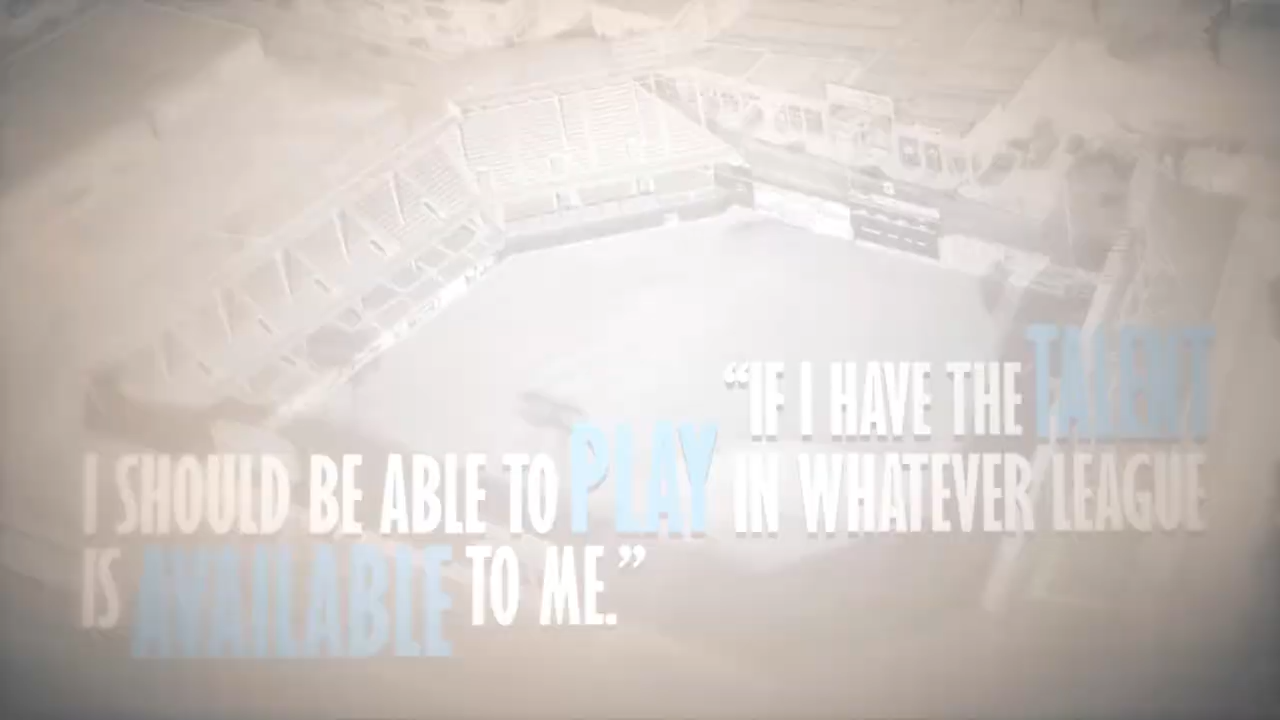 “IF I HAVE THE TALENT
I SHOULD BE ABLE TO PLAY IN WHATEVER LEAGUE
IS AVAILABLE TO ME.”